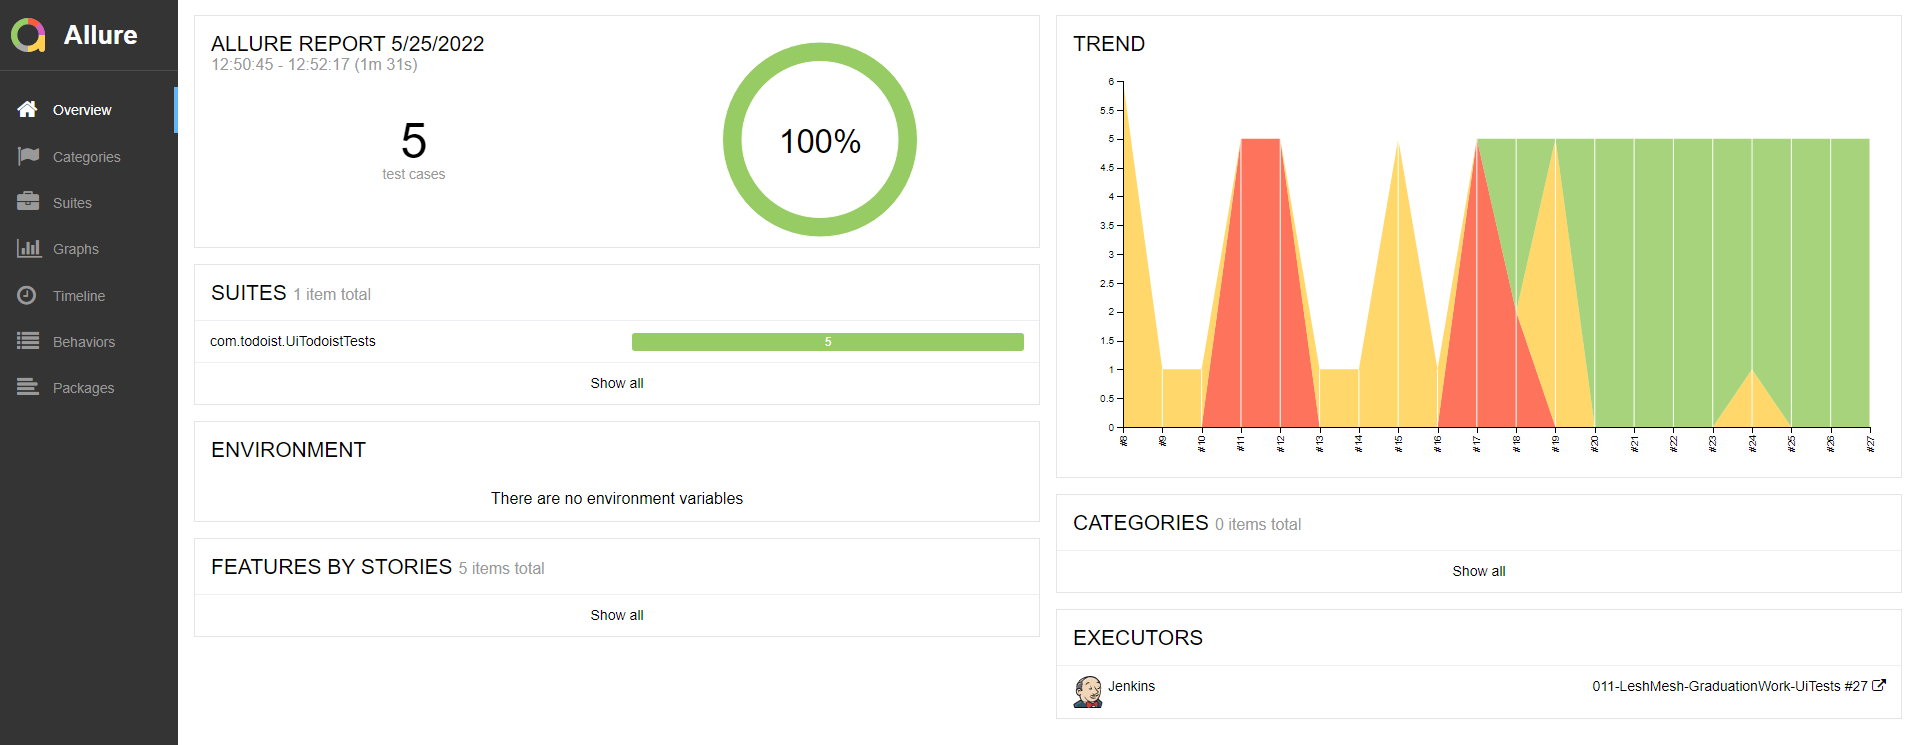 Allure
Overview
Categories
Suites
Graphs
Timeline
Behaviors
Packages
ALLURE REPORT 5/25/2022
12:50:45 - 12:52:17 (1m 31s)
5
test cases
100%
SUITES 1 item total
com.todoist.UiTodoistTests 5
Show all
ENVIRONMENT
There are no environment variables
FEATURES BY STORIES 5 items total
Show all
TREND
6
5.5
5
4.5
4
3.5
3
2.5
2
1.5
1
0.5
0
#8 #9 #10 #11 #12 #13 #14 #15 #16 #17 #18 #19 #20 #21 #22 #23 #24 #25 #26 #27
CATEGORIES 0 items total
Show all
EXECUTORS
Jenkins 011-LeshMesh-GraduationWork-UiTests #27